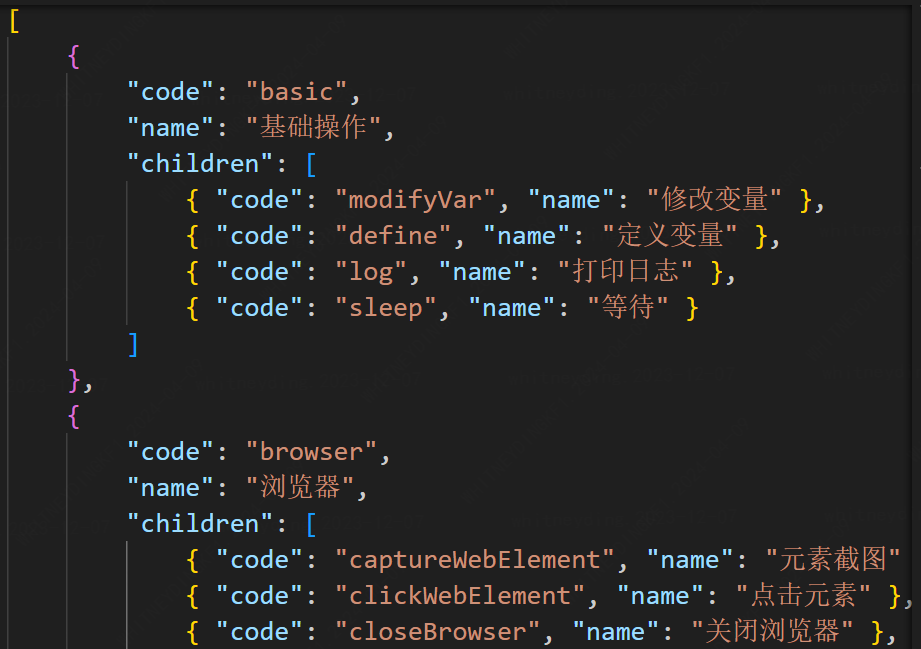 [
{
"code": "basic",
"name": "基础操作",
"children": [
{ "code": "modifyVar", "name": "修改变量" },
{ "code": "define", "name": "定义变量" },
{ "code": "log", "name": "打印日志" },
{ "code": "sleep", "name": "等待" }
]
},
{
"code": "browser",
"name": "浏览器",
"children": [
{ "code": "captureWebElement", "name": "元素截图"
{ "code": "clickWebElement", "name": "点击元素" },
{ "code": "closeBrowser", "name": "关闭浏览器" },